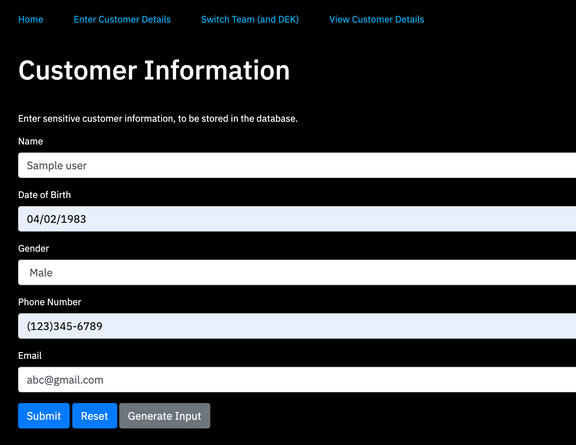 Home Enter Customer Details Switch Team (and DEK) View Customer Details
Customer Information
Enter sensitive customer information, to be stored in the database.
Name
Sample user
Date of Birth
04/02/1983
Gender
Male
Phone Number
(123)345-6789
Email
abc@gmail.com
Submit Reset Generate Input